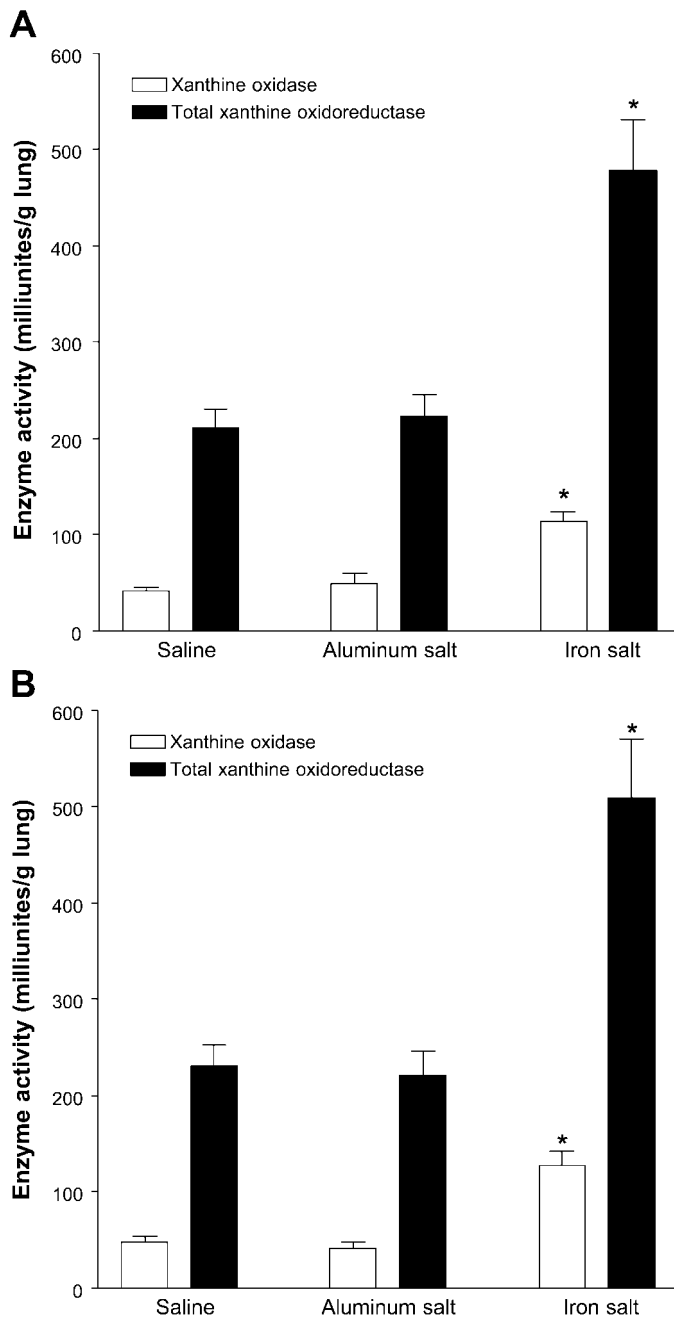 A
600
500
400
300
200
100
0
Enzyme activity (milliunites/g lung)
Xanthine oxidase
Total xanthine oxidoreductase
*
*
Saline
Aluminum salt
Iron salt
B
600
500
400
300
200
100
0
Enzyme activity (milliunites/g lung)
Xanthine oxidase
Total xanthine oxidoreductase
*
*
Saline
Aluminum salt
Iron salt